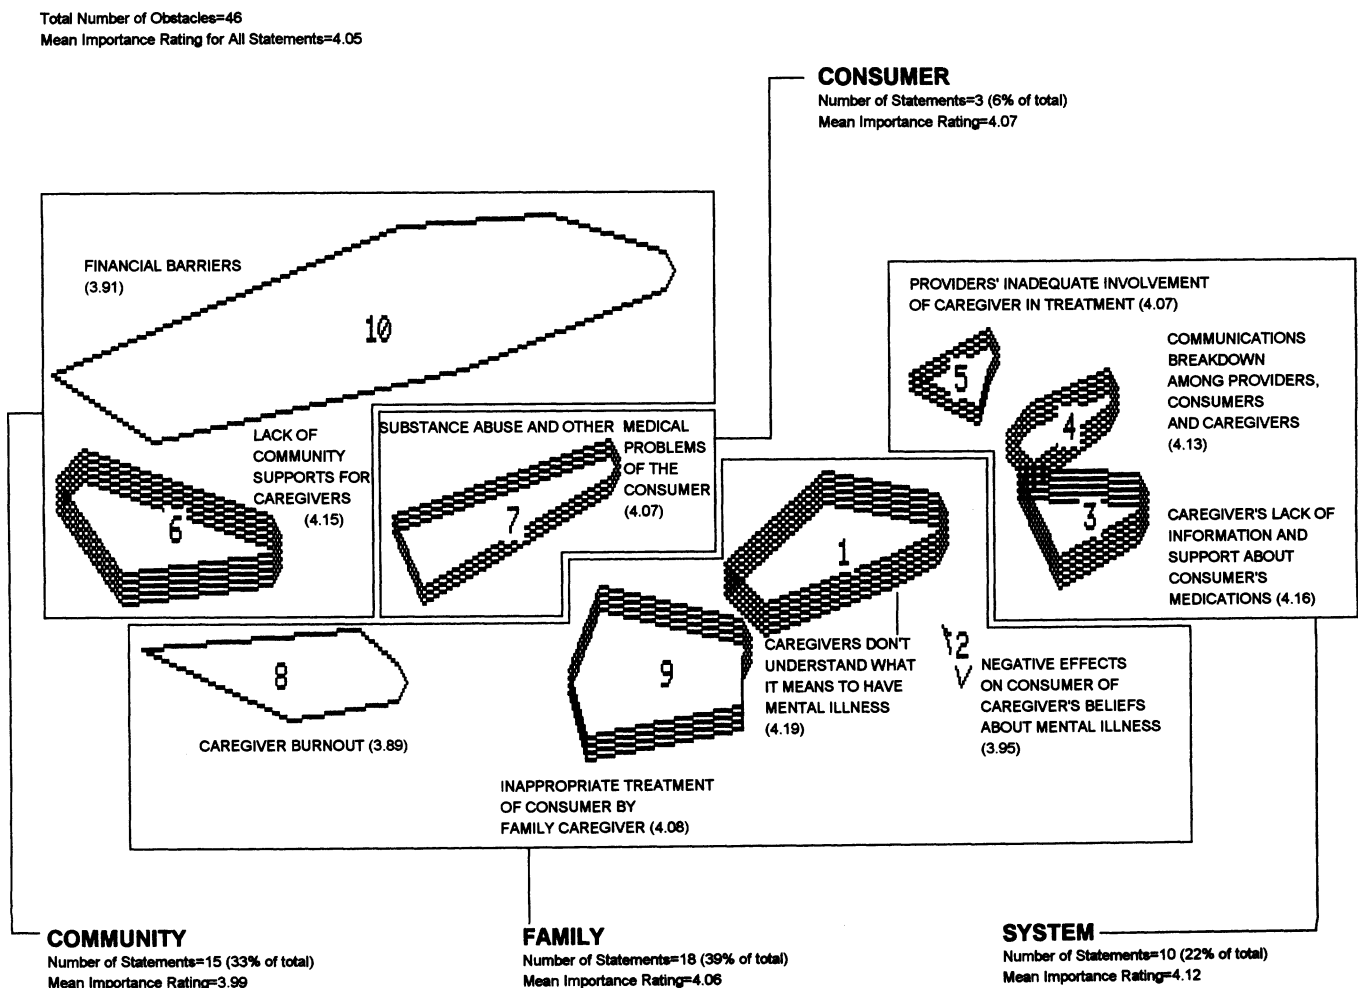 Total Number of Obstacles=46
Mean Importance Rating for All Statements=4.05
CONSUMER
Number of Statements=3 (6% of total)
Mean Importance Rating=4.07
FINANCIAL BARRIERS
(3.91)
10
PROVIDERS' INADEQUATE INVOLVEMENT
OF CAREGIVER IN TREATMENT (4.07)
5
COMMUNICATIONS
BREAKDOWN
AMONG PROVIDERS,
CONSUMERS
AND CAREGIVERS
(4.13)
4
LACK OF
COMMUNITY
SUPPORTS FOR
CAREGIVERS
(4.15)
6
SUBSTANCE ABUSE AND OTHER MEDICAL
PROBLEMS
OF THE
CONSUMER
(4.07)
7
1
3
CAREGIVER'S LACK OF
INFORMATION AND
SUPPORT ABOUT
CONSUMER'S
MEDICATIONS (4.16)
8
CAREGIVER BURNOUT (3.89)
9
CAREGIVERS DON'T
UNDERSTAND WHAT
IT MEANS TO HAVE
MENTAL ILLNESS
(4.19)
2
NEGATIVE EFFECTS
ON CONSUMER OF
CAREGIVER'S BELIEFS
ABOUT MENTAL ILLNESS
(3.95)
INAPPROPRIATE TREATMENT
OF CONSUMER BY
FAMILY CAREGIVER (4.08)
COMMUNITY
Number of Statements=15 (33% of total)
Mean Importance Rating=3.99
FAMILY
Number of Statements=18 (39% of total)
Mean Importance Rating=4.06
SYSTEM
Number of Statements=10 (22% of total)
Mean Importance Rating=4.12